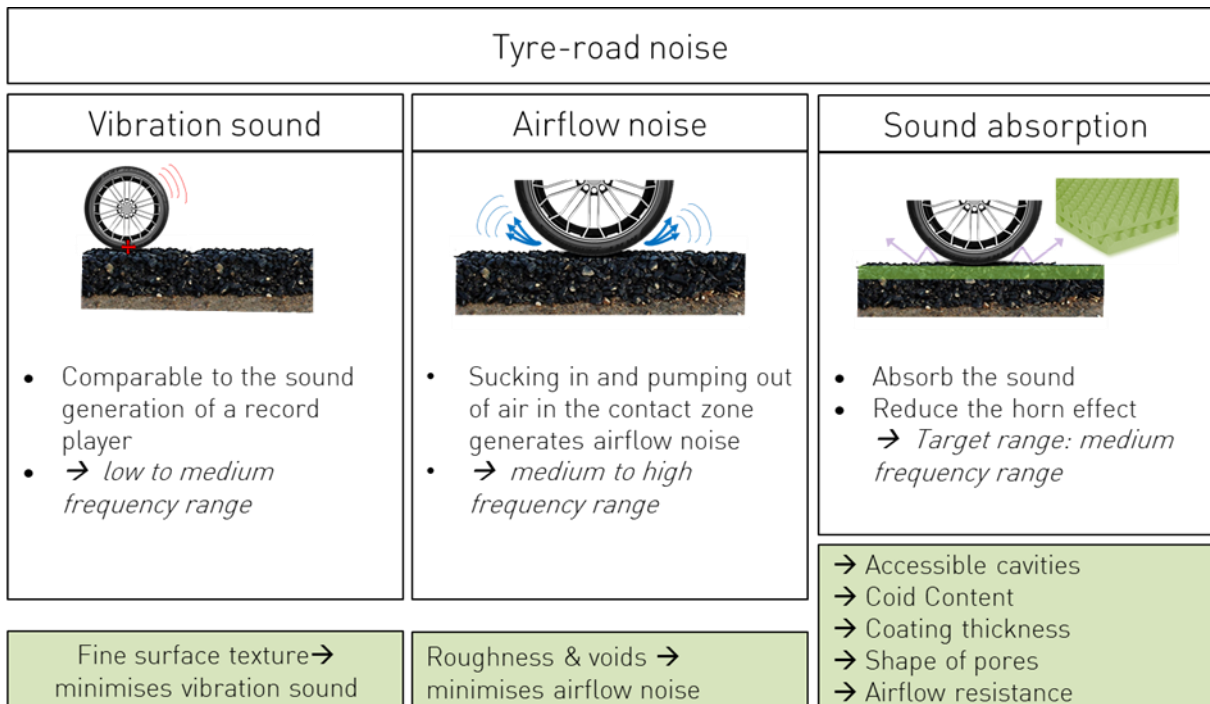 Tyre-road noise
Vibration sound
• Comparable to the sound
generation of a record
player
• → low to medium
frequency range
Fine surface texture→
minimises vibration sound
Airflow noise
• Sucking in and pumping out
of air in the contact zone
generates airflow noise
• → medium to high
frequency range
Roughness & voids →
minimises airflow noise
Sound absorption
• Absorb the sound
• Reduce the horn effect
→ Target range: medium
frequency range
→ Accessible cavities
→ Coid Content
→ Coating thickness
→ Shape of pores
→ Airflow resistance